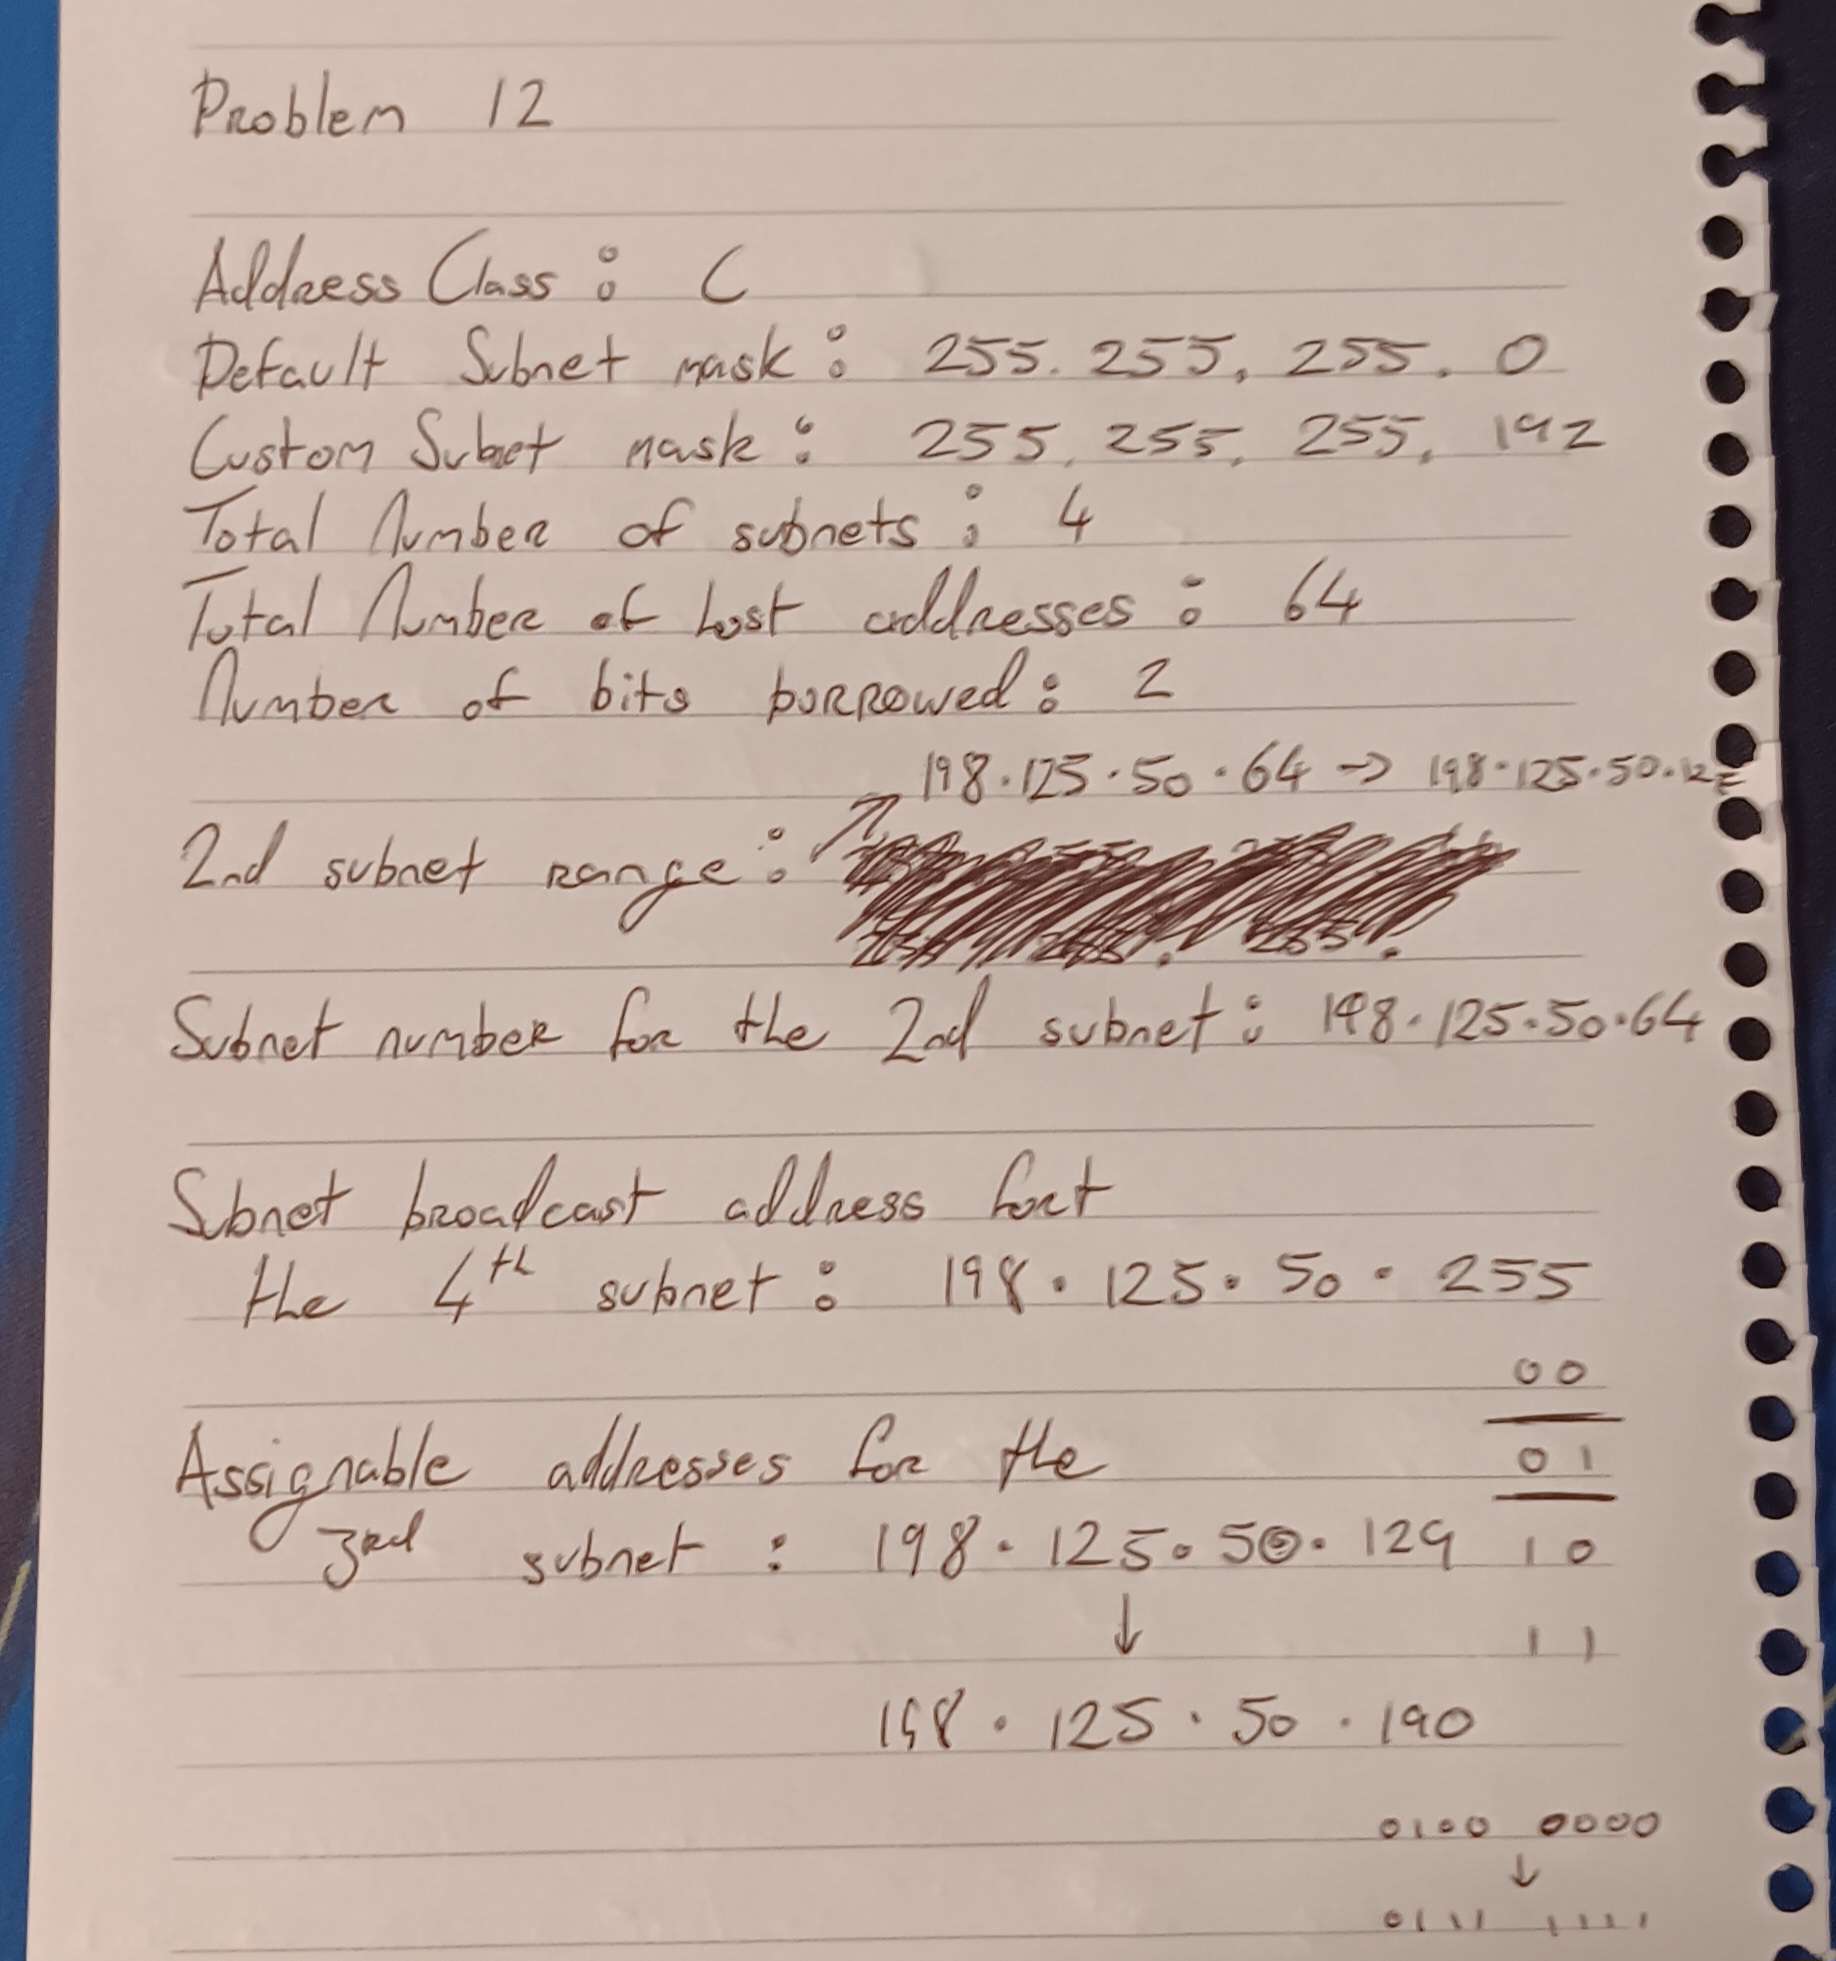 Problem 12
Address Class: C
Default Subnet mask: 255. 255. 255. 0
Custom Subnet mask: 255. 255. 255. 192
Total Number of subnets: 4
Total Number of host addresses: 64
Number of bits borrowed: 2
198.125.50.64 → 198.125.50.
2nd subnet range:
Subnet number for the 2nd subnet: 198.125.50.64
Subnet broadcast address fort
the 4th subnet: 198.125.50.255
00
Assignable addresses for the 01
3rd subnet: 198.125.50.129 10
↓ 11
198.125.50.190
0100 0000
↓
0111 1111